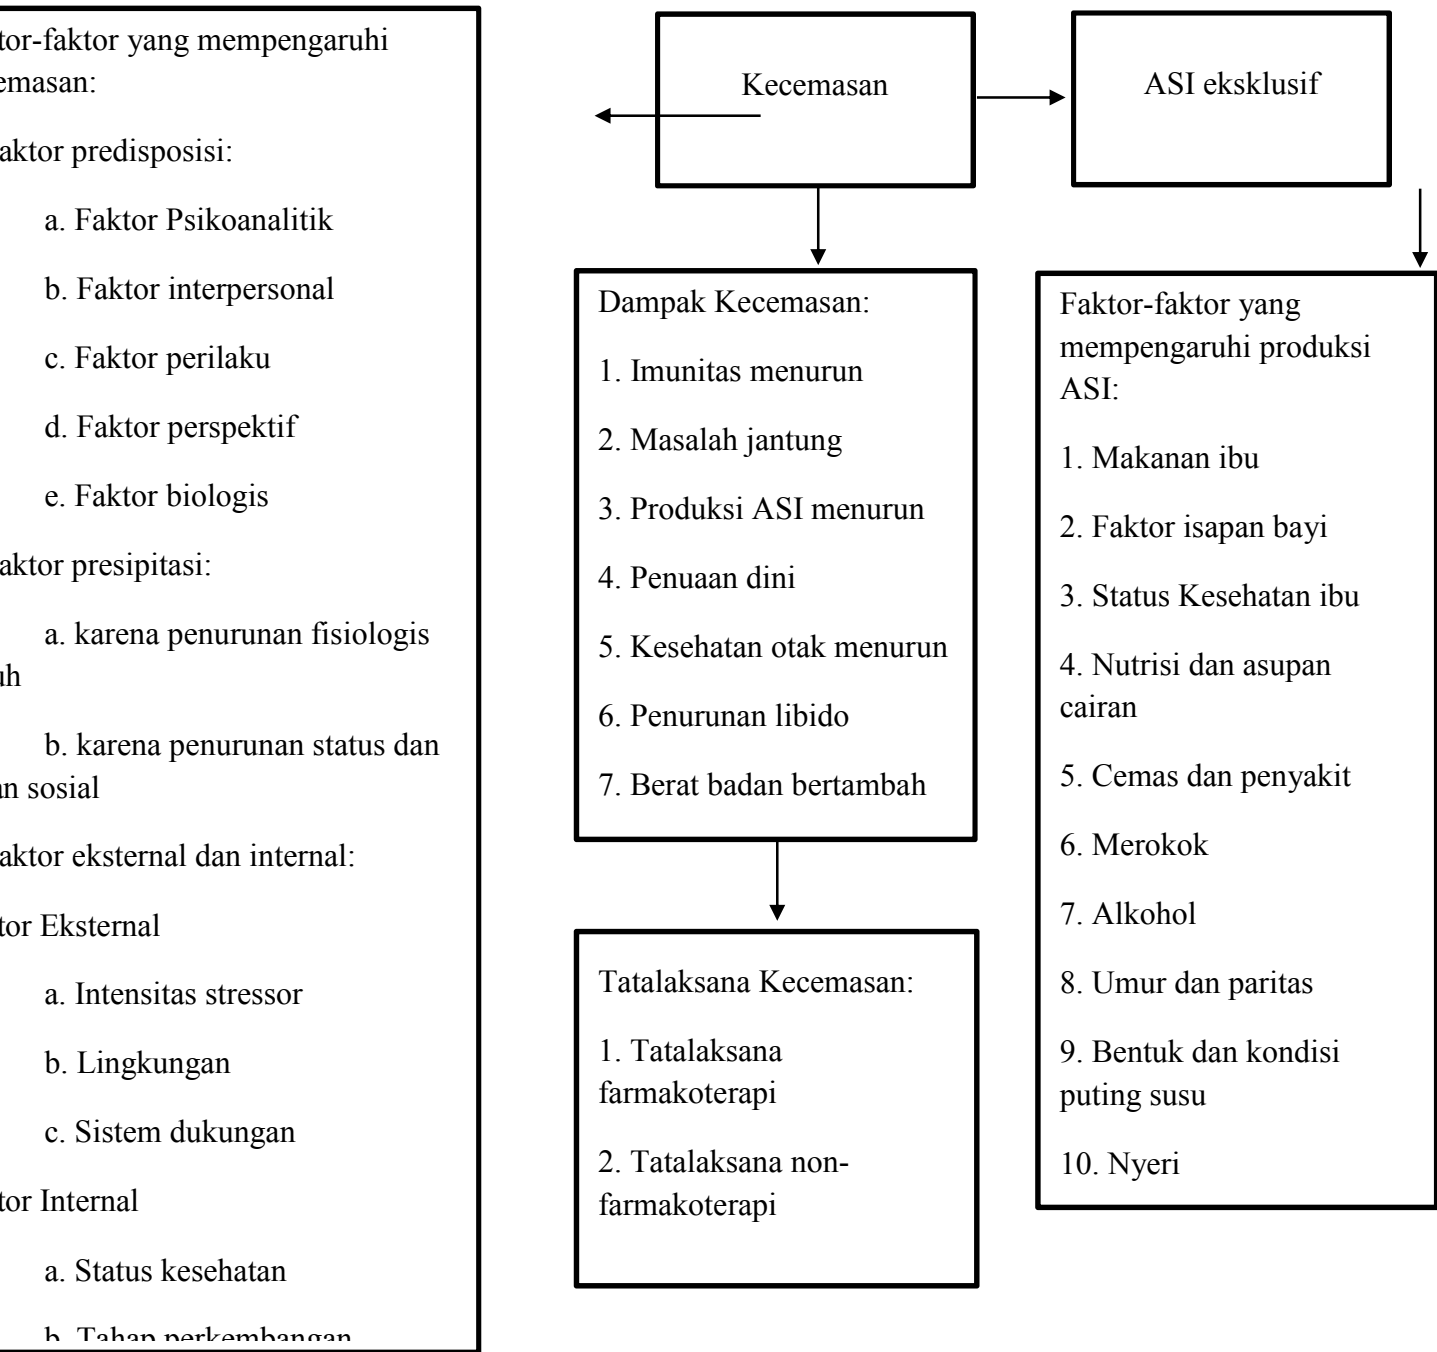 tor-faktor yang mempengaruhi
emasan:
aktor predisposisi:
a. Faktor Psikoanalitik
b. Faktor interpersonal
c. Faktor perilaku
d. Faktor perspektif
e. Faktor biologis
aktor presipitasi:
a. karena penurunan fisiologis
uh
b. karena penurunan status dan
an sosial
aktor eksternal dan internal:
tor Eksternal
a. Intensitas stressor
b. Lingkungan
c. Sistem dukungan
tor Internal
a. Status kesehatan
b. Tahap perkembangan
Kecemasan
ASI eksklusif
Dampak Kecemasan:
1. Imunitas menurun
2. Masalah jantung
3. Produksi ASI menurun
4. Penuaan dini
5. Kesehatan otak menurun
6. Penurunan libido
7. Berat badan bertambah
Tatalaksana Kecemasan:
1. Tatalaksana
farmakoterapi
2. Tatalaksana non-
farmakoterapi
Faktor-faktor yang
mempengaruhi produksi
ASI:
1. Makanan ibu
2. Faktor isapan bayi
3. Status Kesehatan ibu
4. Nutrisi dan asupan
cairan
5. Cemas dan penyakit
6. Merokok
7. Alkohol
8. Umur dan paritas
9. Bentuk dan kondisi
puting susu
10. Nyeri